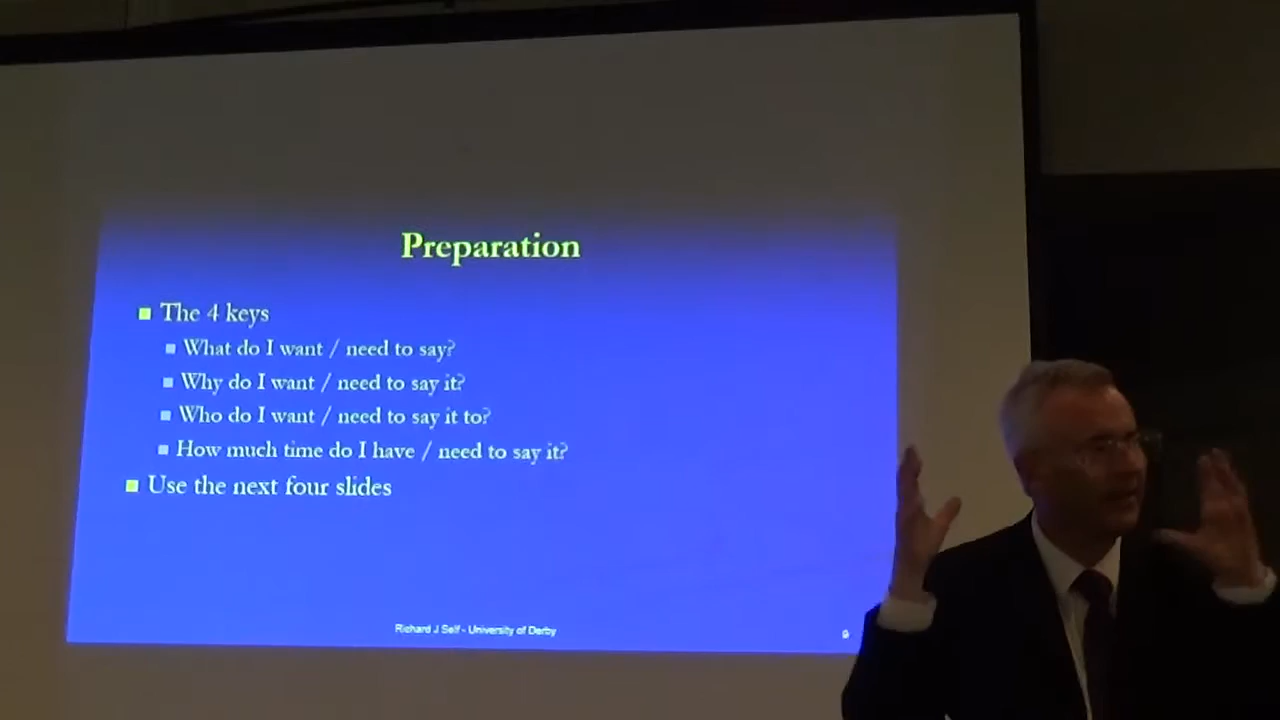 Preparation
The 4 keys
What do I want / need to say?
Why do I want / need to say it?
Who do I want / need to say it to?
How much time do I have / need to say it?
Use the next four slides
Richard J Self - University of Derby
9